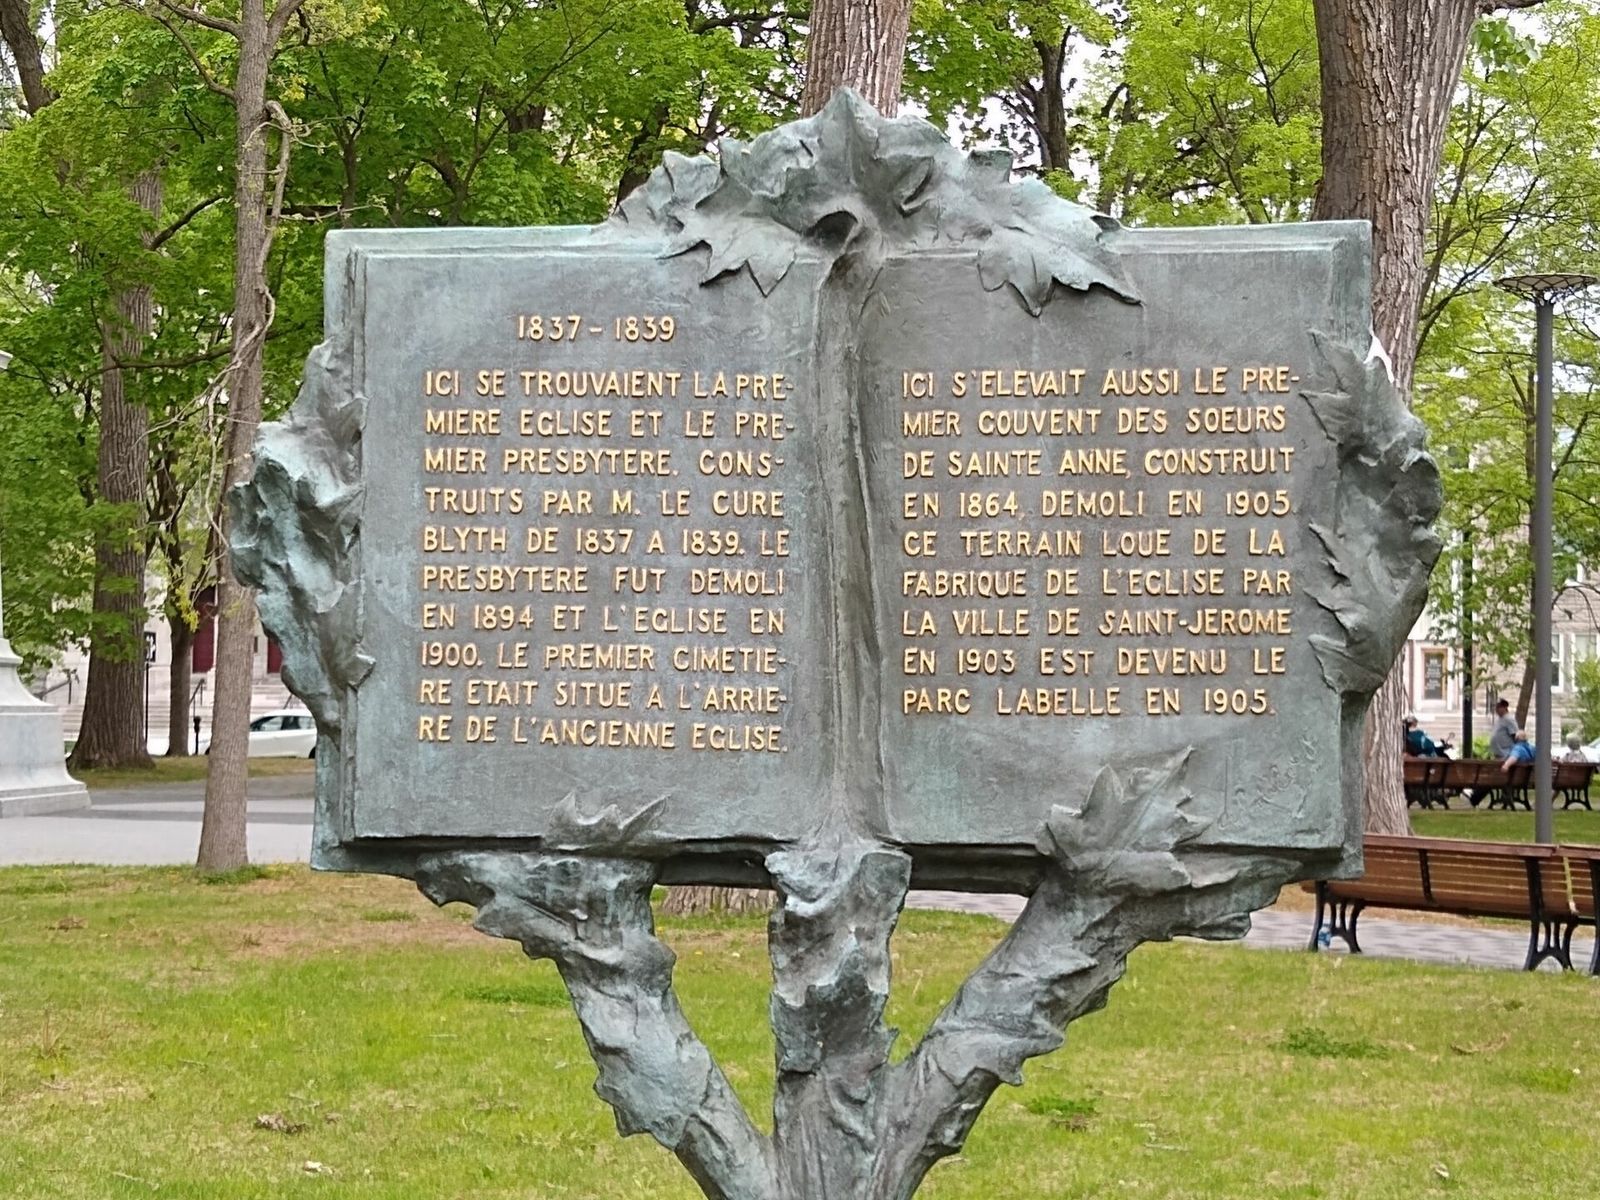 1837 - 1839
ICI SE TROUVAIENT LA PRE-
MIERE EGLISE ET LE PRE-
MIER PRESBYTERE. CONS-
TRUITS PAR M. LE CURE
BLYTH DE 1837 A 1839. LE
PRESBYTERE FUT DEMOLI
EN 1894 ET L'EGLISE EN
1900. LE PREMIER CIMETIE-
RE ETAIT SITUE A L'ARRIE-
RE DE L'ANCIENNE EGLISE.
ICI S'ELEVAIT AUSSI LE PRE-
MIER COUVENT DES SOEURS
DE SAINTE ANNE, CONSTRUIT
EN 1864, DEMOLI EN 1905.
CE TERRAIN LOUE DE LA
FABRIQUE DE L'EGLISE PAR
LA VILLE DE SAINT-JEROME
EN 1903 EST DEVENU LE
PARC LABELLE EN 1905.